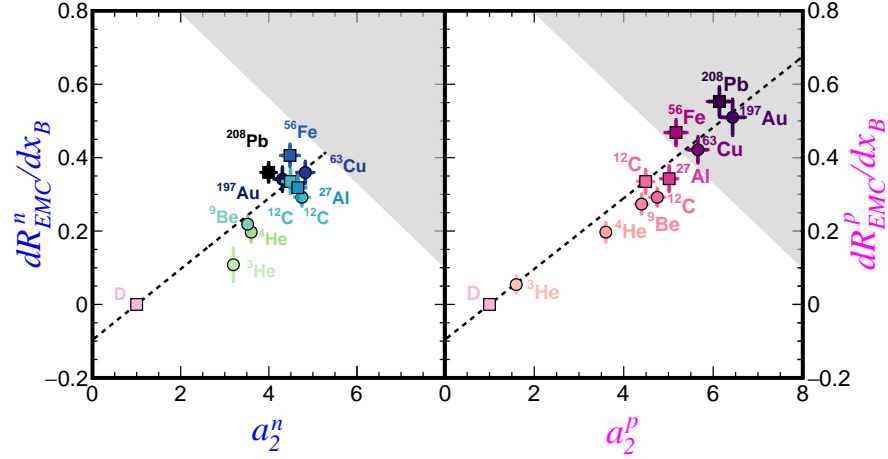 dR^n_EMC/dx_B
0.8
0.6
0.4
0.2
0
−0.2
0 2 4 6
a_2^n
D
³He
⁴He
⁹Be
¹²C
¹²C
²⁷Al
¹⁹⁷Au
⁶³Cu
²⁰⁸Pb
⁵⁶Fe
0 2 4 6 8
a_2^p
D
³He
⁴He
⁹Be
¹²C
¹²C
²⁷Al
⁶³Cu
⁵⁶Fe
¹⁹⁷Au
²⁰⁸Pb
0.8
0.6
0.4
0.2
0
−0.2
dR^p_EMC/dx_B